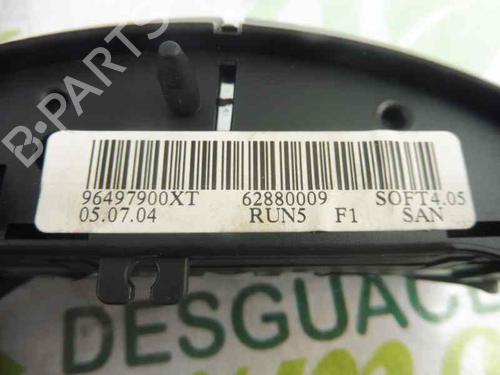 B·PARTS
96497900XT 62880009 SOFT4.05
05.07.04 RUN5 F1 SAN
DESGUACE